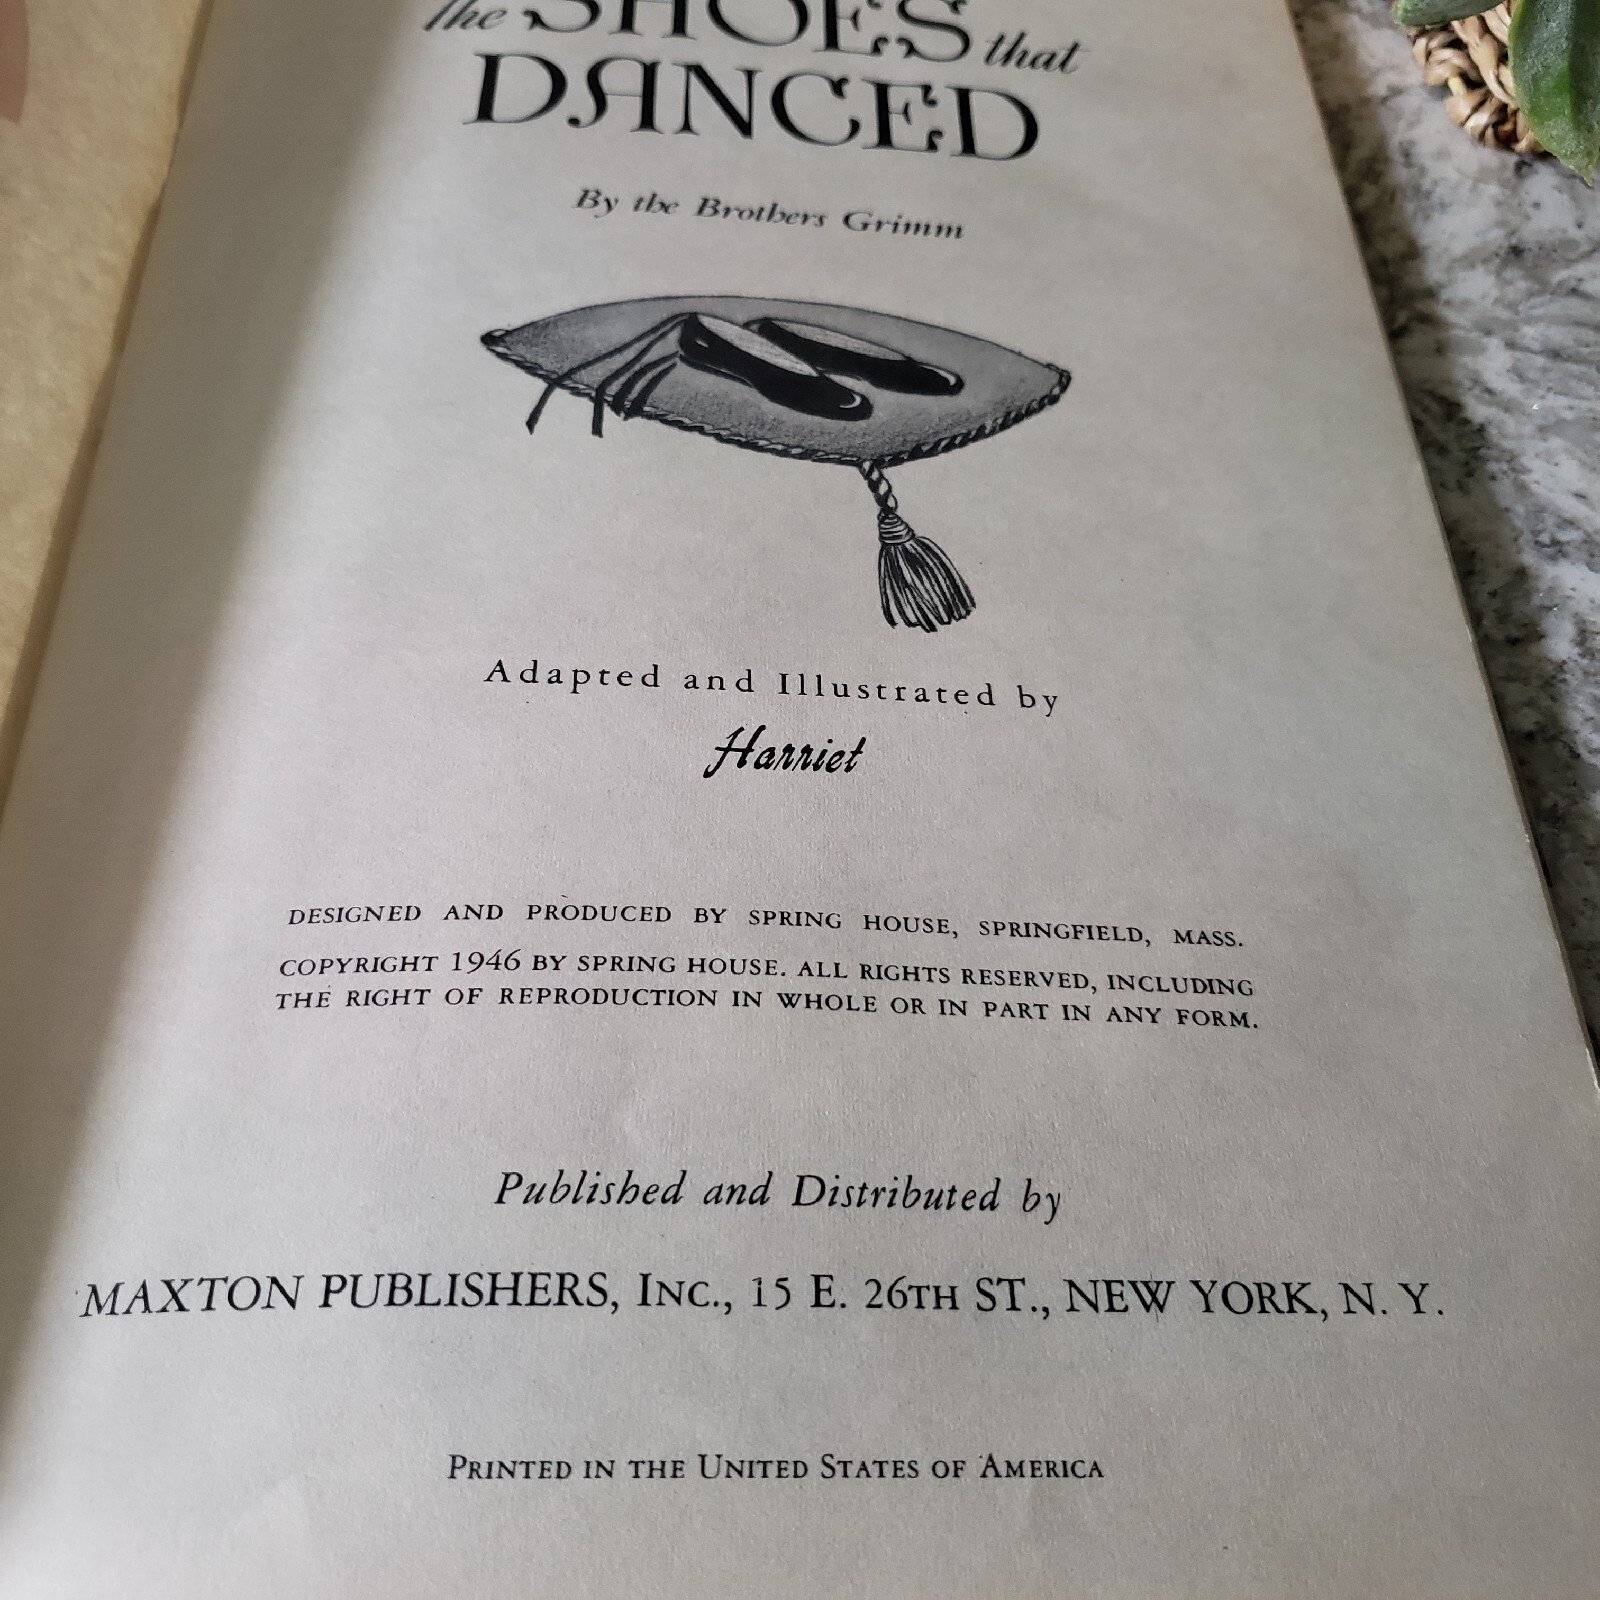 The SHOES that
DANCED
By the Brothers Grimm
Adapted and Illustrated by
Harriet
DESIGNED AND PRODUCED BY SPRING HOUSE, SPRINGFIELD, MASS.
COPYRIGHT 1946 BY SPRING HOUSE. ALL RIGHTS RESERVED, INCLUDING
THE RIGHT OF REPRODUCTION IN WHOLE OR IN PART IN ANY FORM.
Published and Distributed by
MAXTON PUBLISHERS, INC., 15 E. 26TH ST., NEW YORK, N. Y.
PRINTED IN THE UNITED STATES OF AMERICA